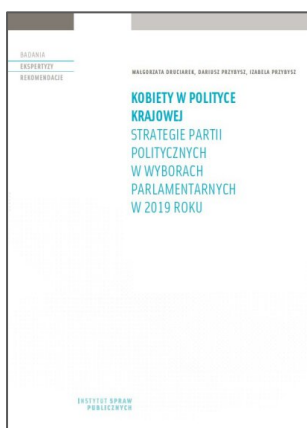 BADANIA
EKSPERTYZY
REKOMENDACJE
MAŁGORZATA DRUCIAREK, DARIUSZ PRZYBYSZ, IZABELA PRZYBYSZ
KOBIETY W POLITYCE
KRAJOWEJ
STRATEGIE PARTII
POLITYCZNYCH
W WYBORACH
PARLAMENTARNYCH
W 2019 ROKU
INSTYTUT SPRAW
PUBLICZNYCH